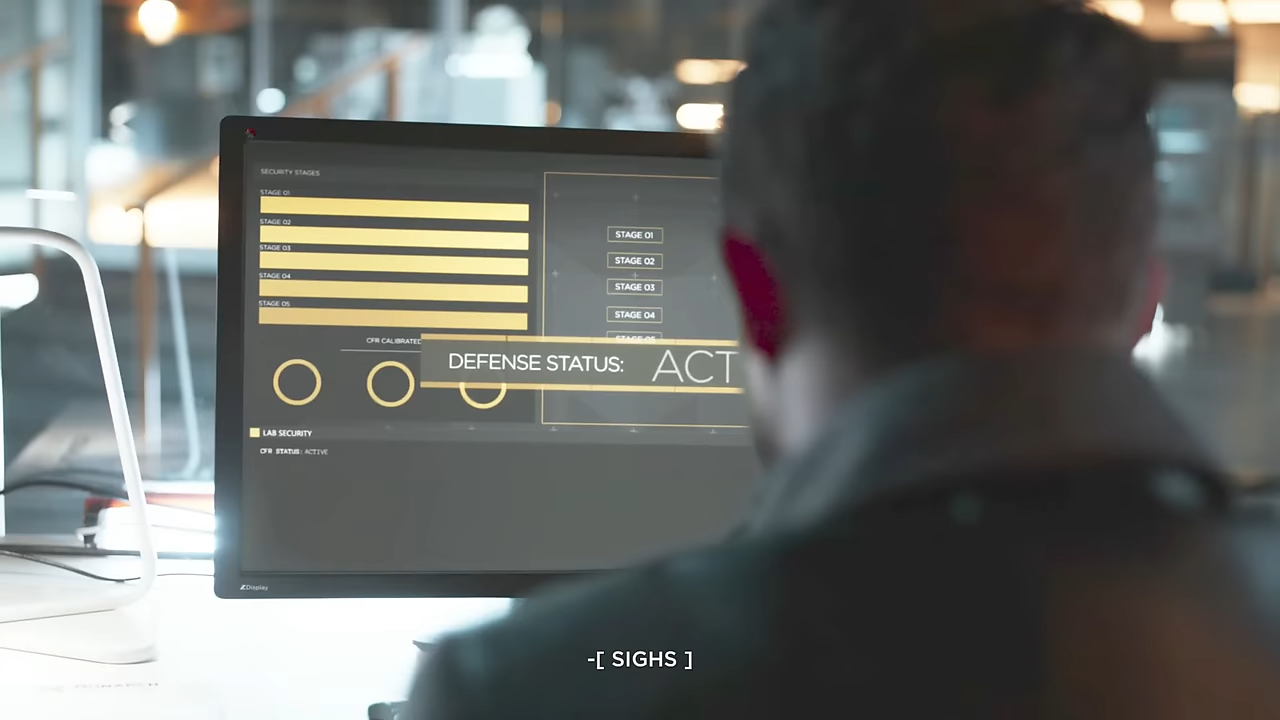 SECURITY STAGES
STAGE 01
STAGE 02
STAGE 03
STAGE 04
STAGE 05
STAGE 01
STAGE 02
STAGE 03
STAGE 04
CFR CALIBRATED
DEFENSE STATUS: ACT
LAB SECURITY
CFR STATUS: ACTIVE
ZDisplay
-[ SIGHS ]